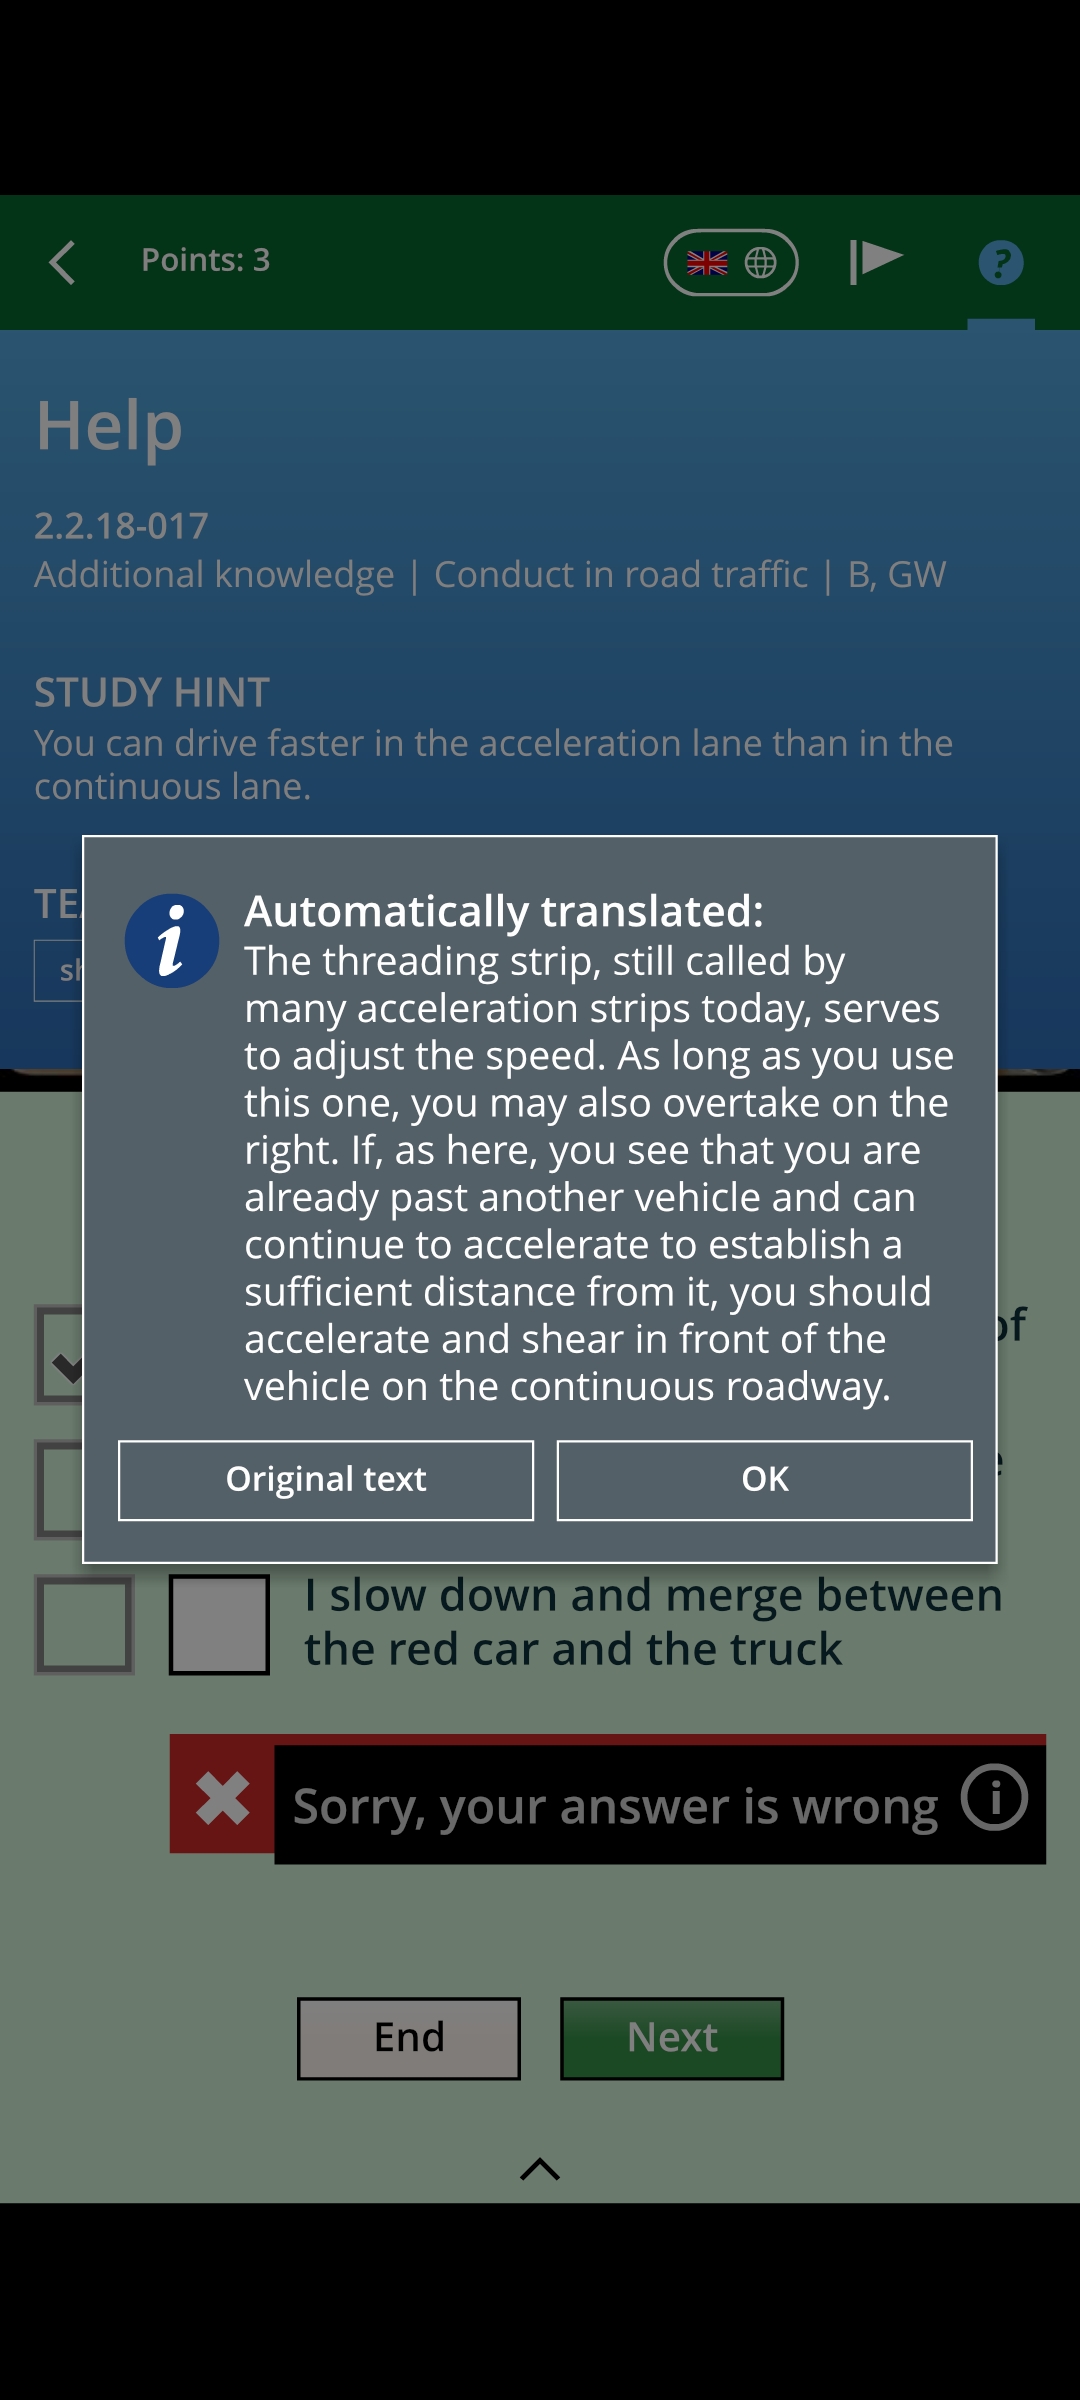 Points: 3
Help
2.2.18-017
Additional knowledge | Conduct in road traffic | B, GW
STUDY HINT
You can drive faster in the acceleration lane than in the
continuous lane.
Automatically translated:
The threading strip, still called by
many acceleration strips today, serves
to adjust the speed. As long as you use
this one, you may also overtake on the
right. If, as here, you see that you are
already past another vehicle and can
continue to accelerate to establish a
sufficient distance from it, you should
accelerate and shear in front of the
vehicle on the continuous roadway.
of
Original text
OK
I slow down and merge between
the red car and the truck
Sorry, your answer is wrong
End
Next